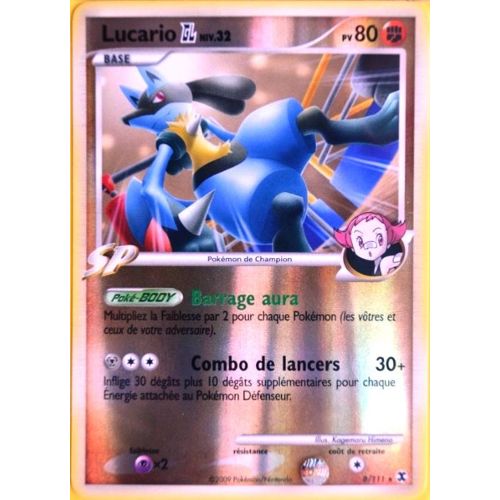 Lucario GL NIV.32 PV 80
BASE
Pokémon de Champion
SP
Poké-BODY Barrage aura
Multipliez la Faiblesse par 2 pour chaque Pokémon (les vôtres et
ceux de votre adversaire).
Combo de lancers 30+
Inflige 30 dégâts plus 10 dégâts supplémentaires pour chaque
Énergie attachée au Pokémon Défenseur.
Illus. Kagemaru Himeno
faiblesse résistance coût de retraite
×2
©2009 Pokémon/Nintendo 8/111 ★